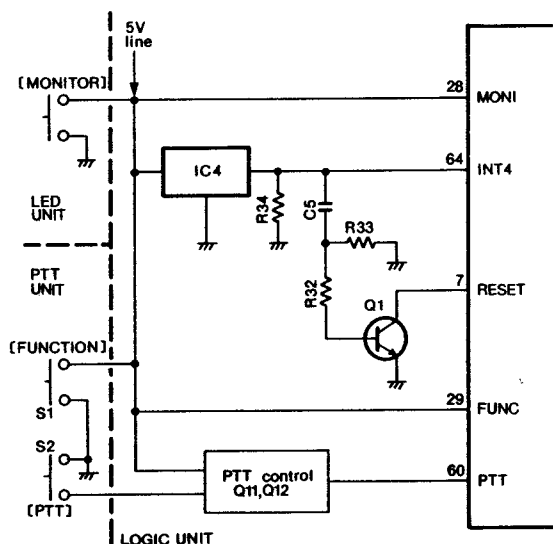 5V
line
[MONITOR]
28
MONI
IC4
64
INT4
R34
C5
R33
LED
UNIT
PTT
UNIT
R32
Q1
7
RESET
[FUNCTION]
S1
29
FUNC
S2
PTT control
Q11,Q12
60
PTT
[PTT]
LOGIC UNIT